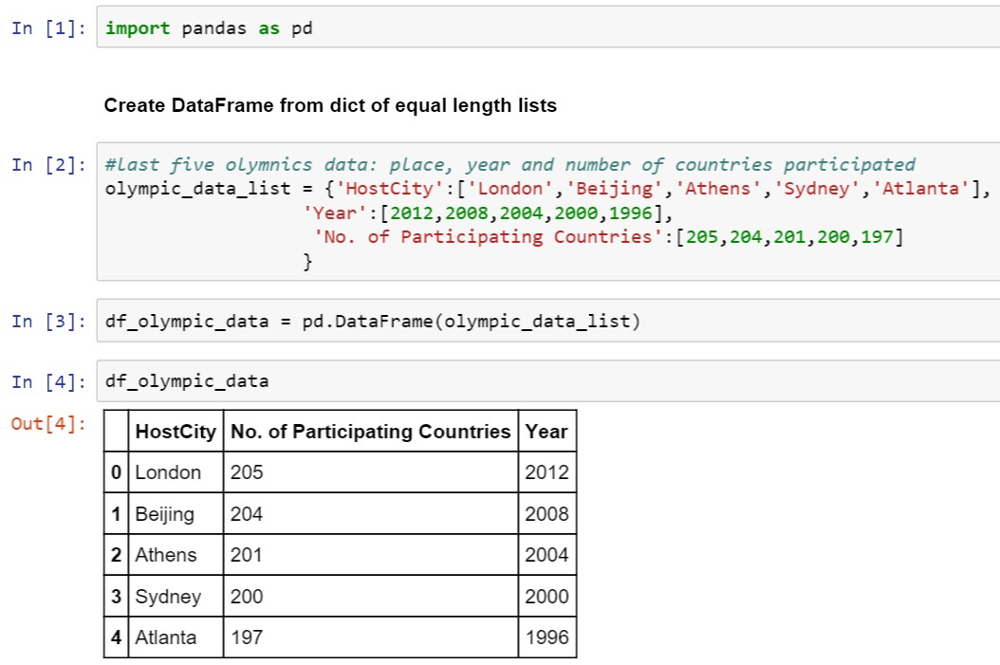 In [1]: import pandas as pd
Create DataFrame from dict of equal length lists
In [2]: #last five olymnics data: place, year and number of countries participated
olympic_data_list = {'HostCity':['London','Beijing','Athens','Sydney','Atlanta'],
'Year':[2012,2008,2004,2000,1996],
'No. of Participating Countries':[205,204,201,200,197]
}
In [3]: df_olympic_data = pd.DataFrame(olympic_data_list)
In [4]: df_olympic_data
Out[4]:
HostCity No. of Participating Countries Year
0 London 205 2012
1 Beijing 204 2008
2 Athens 201 2004
3 Sydney 200 2000
4 Atlanta 197 1996